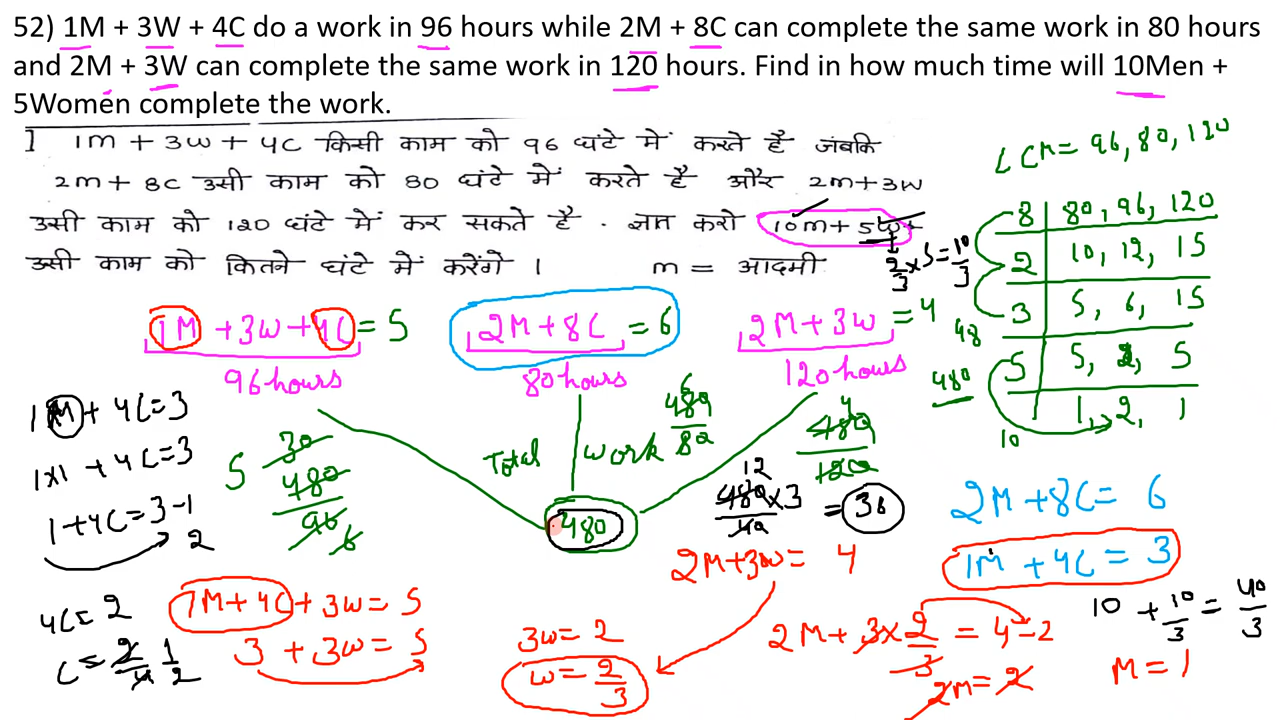 52) 1M + 3W + 4C do a work in 96 hours while 2M + 8C can complete the same work in 80 hours
and 2M + 3W can complete the same work in 120 hours. Find in how much time will 10Men +
5Women complete the work.
1m + 3w + 4c किसी काम को 96 घंटे में करते है जबकि
2m + 8c उसी काम को 80 घंटे में करते है और 2m+3w
उसी काम को 120 घंटे में कर सकते है . ज्ञात करो 10m+5w
उसी काम को कितने घंटे में करेंगे । m = आदमी
2/3 x 5 = 10/3
LCM = 96, 80, 120
8 | 80, 96, 120
2 | 10, 12, 15
3 | 5, 6, 15
5 | 5, 2, 5
1, 2, 1
48
480
10
1M + 3W + 4C = 5
96 hours
2M + 8C = 6
80 hours
2M + 3W = 4
120 hours
1M + 4C = 3
1x1 + 4C = 3
1 + 4C = 3 - 1
2
4C = 2
C = 2/4 1/2
5
30
480/96
6
Total work
480
6
480/80
4
480/120
12
480/40 x 3 = 36
1M + 4C + 3W = 5
3 + 3W = 5
3W = 2
W = 2/3
2M + 3W = 4
2M + 3 x 2/3 = 4 - 2
2M = 2
2M + 8C = 6
1M + 4C = 3
10 + 10/3 = 40/3
M = 1